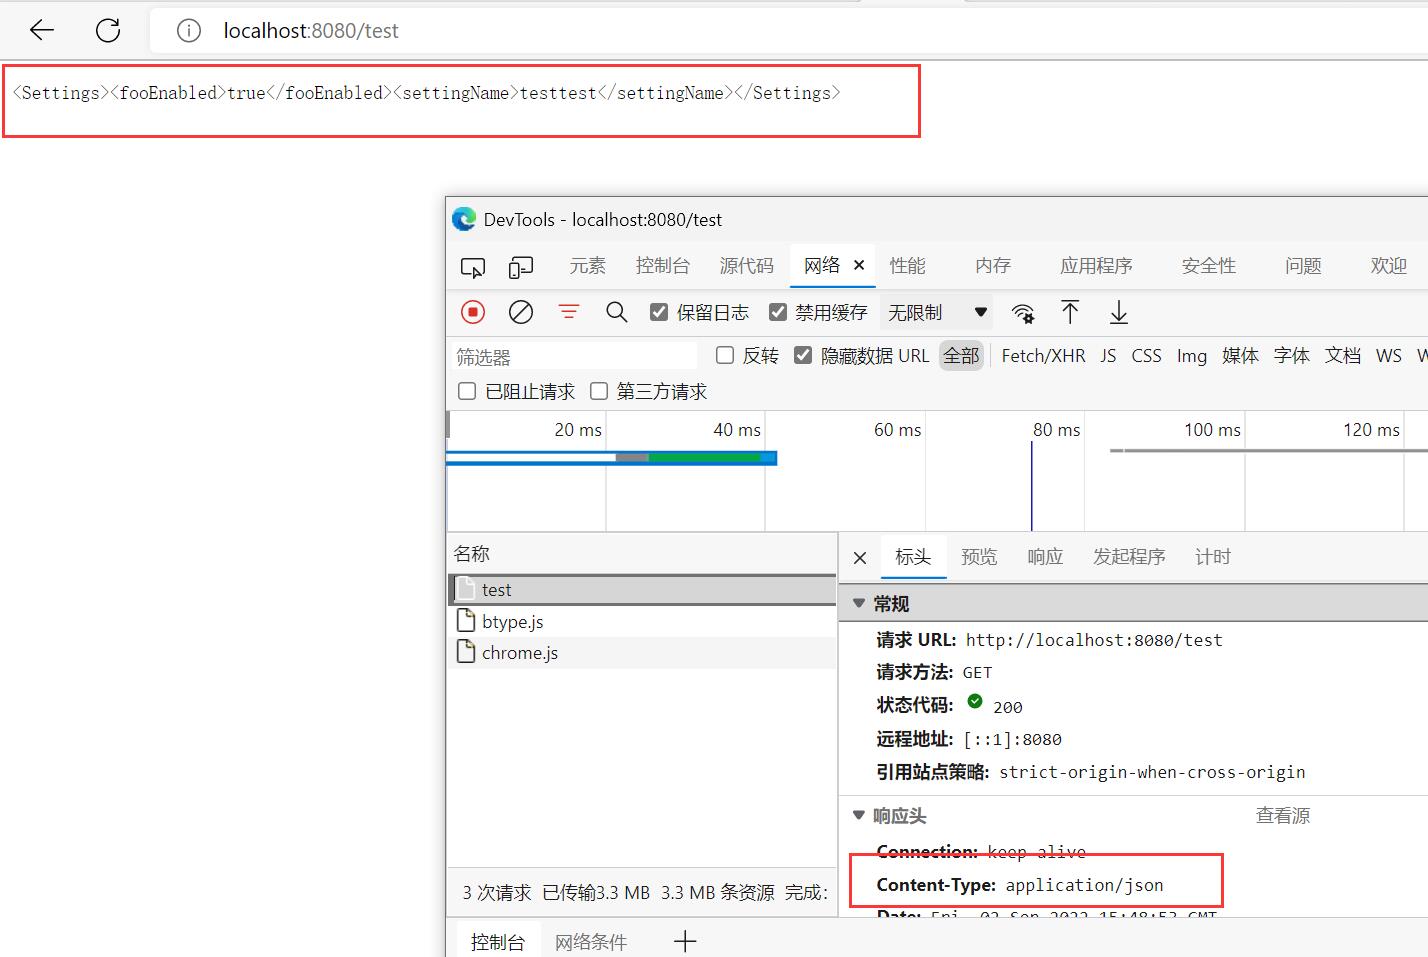 localhost:8080/test
<Settings><fooEnabled>true</fooEnabled><settingName>testtest</settingName></Settings>
DevTools - localhost:8080/test
元素 控制台 源代码 网络 性能 内存 应用程序 安全性 问题 欢迎
保留日志 禁用缓存 无限制
筛选器 反转 隐藏数据 URL 全部 Fetch/XHR JS CSS Img 媒体 字体 文档 WS
已阻止请求 第三方请求
20 ms 40 ms 60 ms 80 ms 100 ms 120 ms
名称
test
btype.js
chrome.js
3 次请求 已传输3.3 MB 3.3 MB 条资源 完成:
标头 预览 响应 发起程序 计时
常规
请求 URL: http://localhost:8080/test
请求方法: GET
状态代码: 200
远程地址: [::1]:8080
引用站点策略: strict-origin-when-cross-origin
响应头 查看源
Connection: keep-alive
Content-Type: application/json
Date: Fri, 02 Sep 2022 15:48:53 GMT
控制台 网络条件